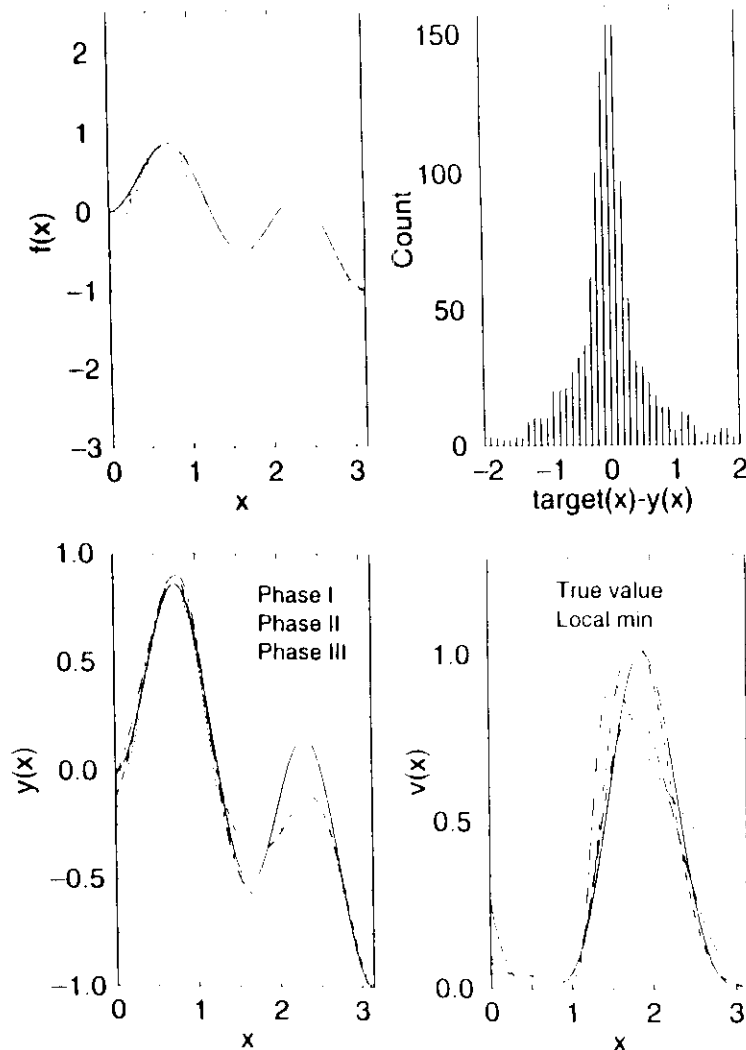 2
1
0
−1
−2
−3
f(x)
0 1 2 3
x
150
100
50
0
Count
−2 −1 0 1 2
target(x)-y(x)
1.0
0.5
0.0
−0.5
−1.0
y(x)
Phase I
Phase II
Phase III
0 1 2 3
x
True value
Local min
1.0
0.5
0.0
v(x)
0 1 2 3
x